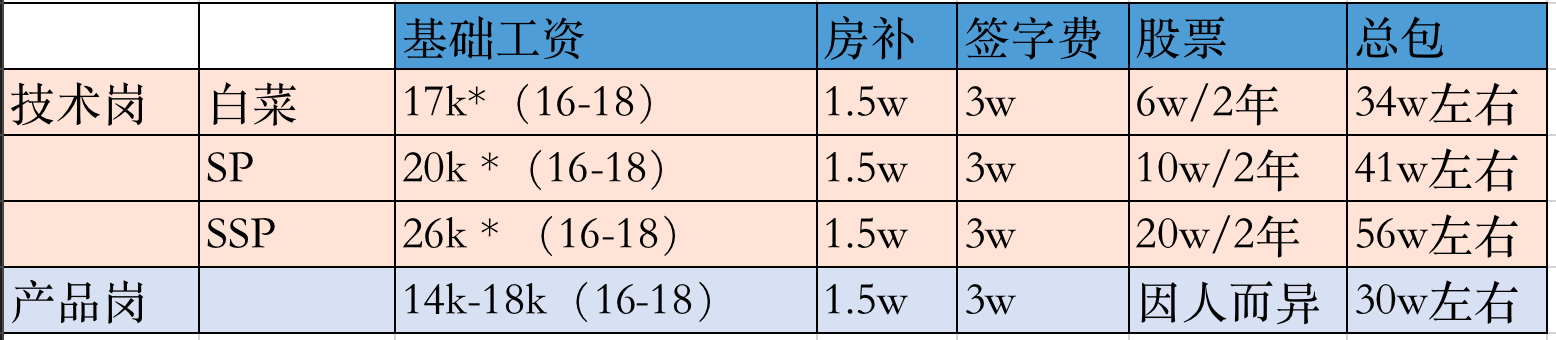 基础工资 房补 签字费 股票 总包
技术岗 白菜 17k*（16-18） 1.5w 3w 6w/2年 34w左右
SP 20k *（16-18） 1.5w 3w 10w/2年 41w左右
SSP 26k * （16-18） 1.5w 3w 20w/2年 56w左右
产品岗 14k-18k（16-18） 1.5w 3w 因人而异 30w左右